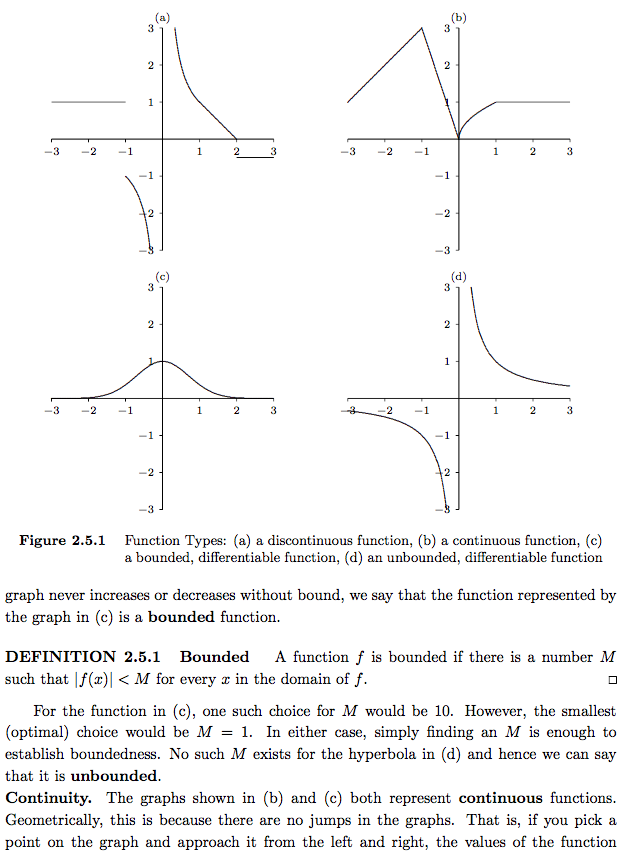 (a)
3
2
1
−3 −2 −1 1 2 3
−1
−2
−3
(b)
3
2
1
−3 −2 −1 1 2 3
−1
−2
−3
(c)
3
2
1
−3 −2 −1 1 2 3
−1
−2
−3
(d)
3
2
1
−3 −2 −1 1 2 3
−1
−2
−3
Figure 2.5.1 Function Types: (a) a discontinuous function, (b) a continuous function, (c)
a bounded, differentiable function, (d) an unbounded, differentiable function
graph never increases or decreases without bound, we say that the function represented by
the graph in (c) is a bounded function.
DEFINITION 2.5.1 Bounded A function f is bounded if there is a number M
such that |f(x)| < M for every x in the domain of f.
For the function in (c), one such choice for M would be 10. However, the smallest
(optimal) choice would be M = 1. In either case, simply finding an M is enough to
establish boundedness. No such M exists for the hyperbola in (d) and hence we can say
that it is unbounded.
Continuity. The graphs shown in (b) and (c) both represent continuous functions.
Geometrically, this is because there are no jumps in the graphs. That is, if you pick a
point on the graph and approach it from the left and right, the values of the function